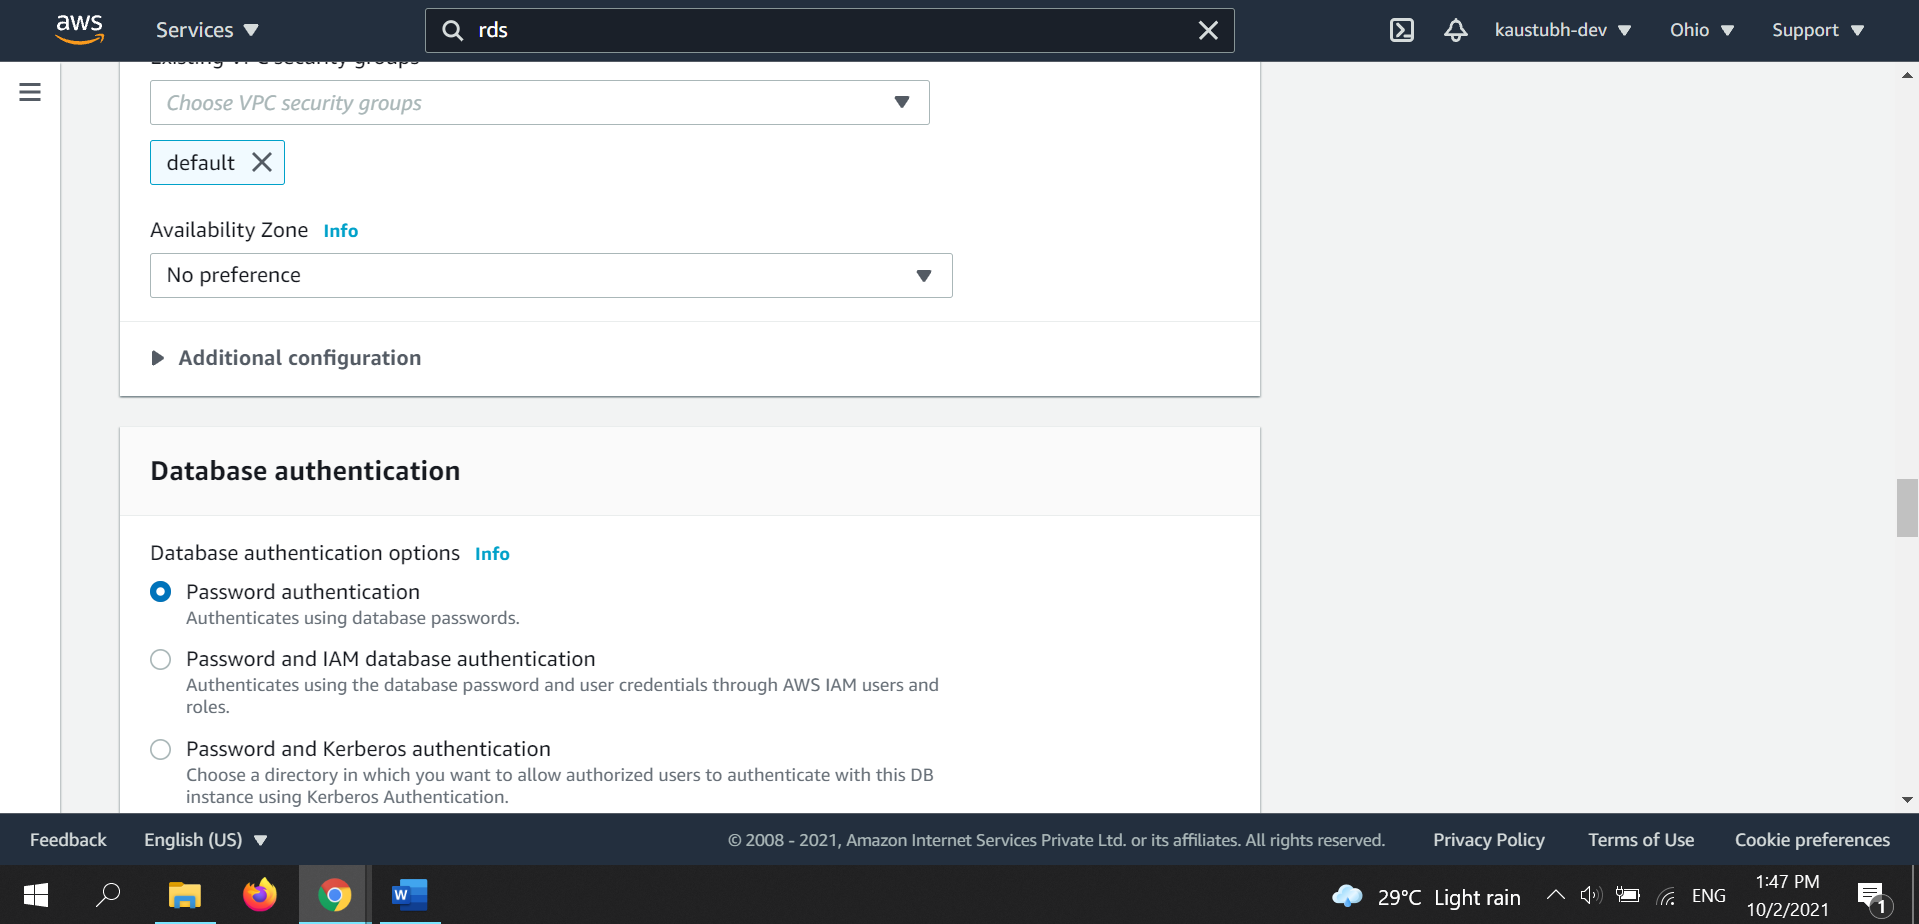 aws
Services
rds
kaustubh-dev
Ohio
Support
Existing VPC security groups
Choose VPC security groups
default
Availability Zone Info
No preference
Additional configuration
Database authentication
Database authentication options Info
Password authentication
Authenticates using database passwords.
Password and IAM database authentication
Authenticates using the database password and user credentials through AWS IAM users and
roles.
Password and Kerberos authentication
Choose a directory in which you want to allow authorized users to authenticate with this DB
instance using Kerberos Authentication.
Feedback
English (US)
© 2008 - 2021, Amazon Internet Services Private Ltd. or its affiliates. All rights reserved.
Privacy Policy
Terms of Use
Cookie preferences
W
29°C Light rain
ENG
1:47 PM
10/2/2021
1